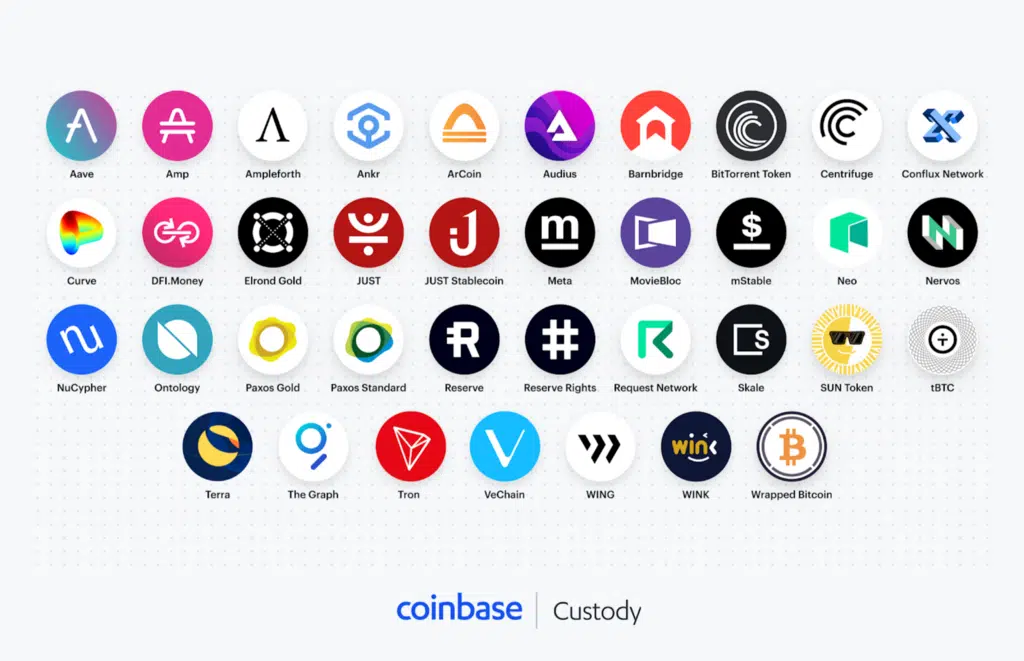 Aave Amp Ampleforth Ankr ArCoin Audius Barnbridge BitTorrent Token Centrifuge Conflux Network
m $
Curve DFI.Money Elrond Gold JUST JUST Stablecoin Meta MovieBloc mStable Neo Nervos
nu R # S
NuCypher Ontology Paxos Gold Paxos Standard Reserve Reserve Rights Request Network Skale SUN Token tBTC
wink
Terra The Graph Tron VeChain WING WINK Wrapped Bitcoin
coinbase | Custody